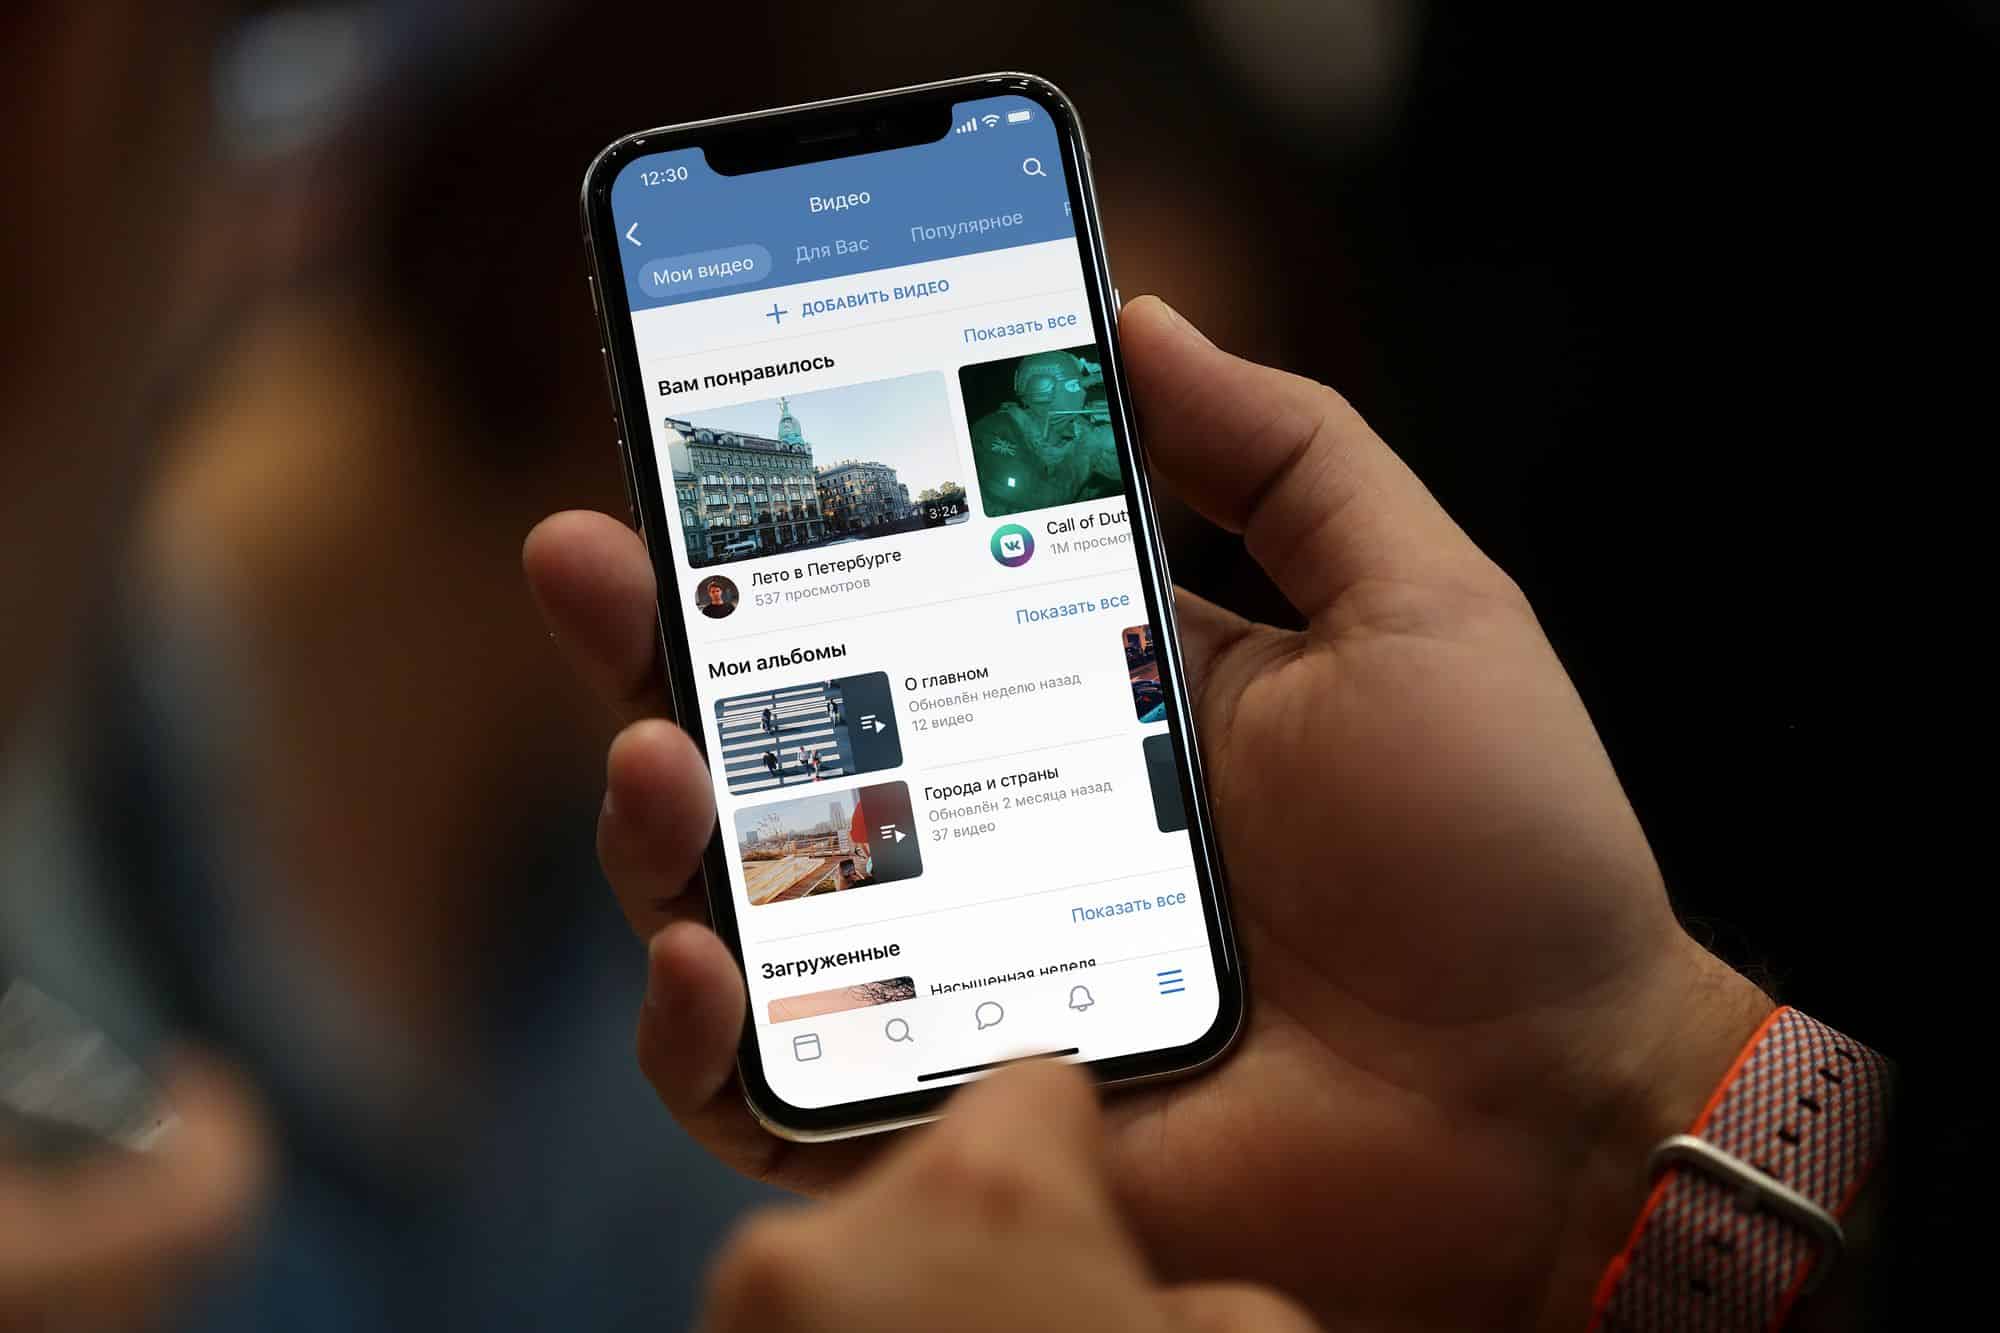 12:30
Видео
Мои видео
Для Вас
Популярное
ДОБАВИТЬ ВИДЕО
Вам понравилось
Показать все
3:24
Лето в Петербурге
537 просмотров
Call of Dut
1M просмот
Мои альбомы
Показать все
О главном
Обновлён неделю назад
12 видео
Города и страны
Обновлён 2 месяца назад
37 видео
Загруженные
Показать все
Насыщенная неделя